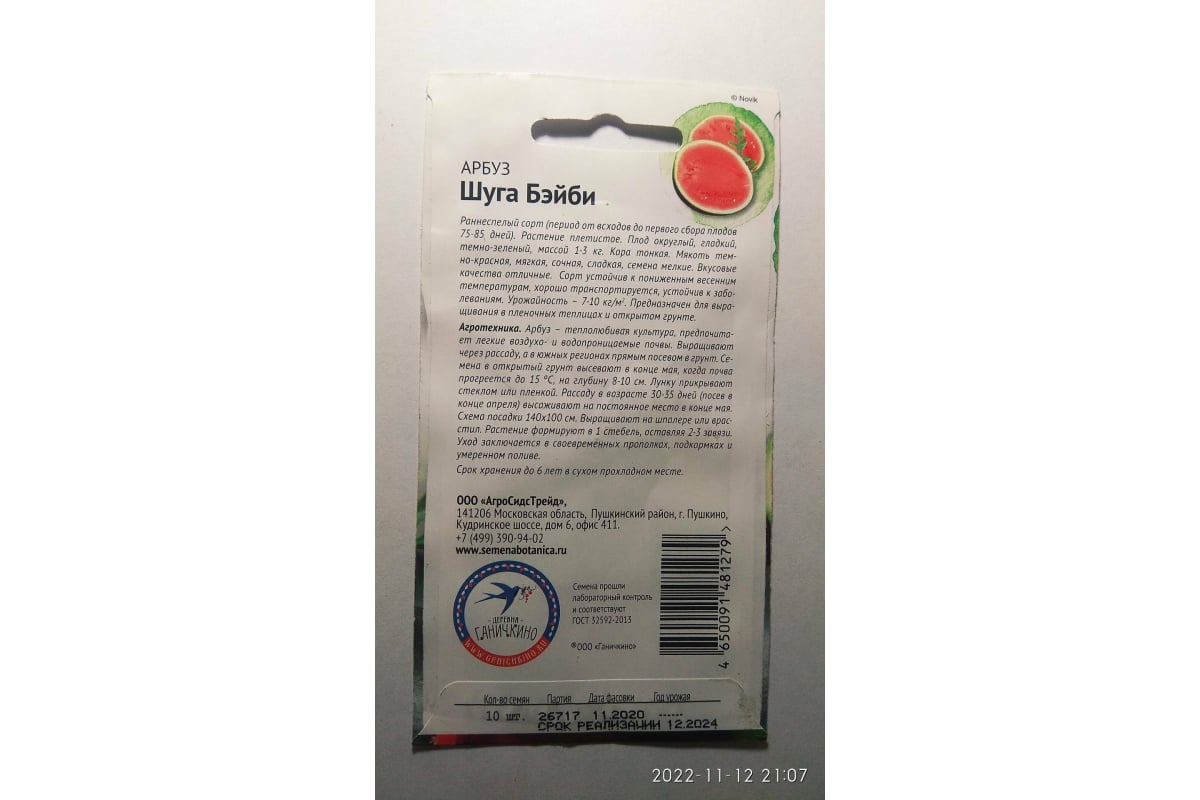 © Novik
АРБУЗ
Шуга Бэйби
Раннеспелый сорт (период от всходов до первого сбора плодов
75-85 дней). Растение плетистое. Плод округлый, гладкий,
темно-зеленый, массой 1-3 кг. Кора тонкая. Мякоть тем-
но-красная, мягкая, сочная, сладкая, семена мелкие. Вкусовые
качества отличные. Сорт устойчив к пониженным весенним
температурам, хорошо транспортируется, устойчив к забо-
леваниям. Урожайность – 7-10 кг/м². Предназначен для выра-
щивания в пленочных теплицах и открытом грунте.
Агротехника. Арбуз – теплолюбивая культура, предпочита-
ет легкие воздухо- и водопроницаемые почвы. Выращивают
через рассаду, а в южных регионах прямым посевом в грунт. Се-
мена в открытый грунт высевают в конце мая, когда почва
прогреется до 15 °С, на глубину 8-10 см. Лунку прикрывают
стеклом или пленкой. Рассаду в возрасте 30-35 дней (посев в
конце апреля) высаживают на постоянное место в конце мая.
Схема посадки 140х100 см. Выращивают на шпалере или врас-
стил. Растение формируют в 1 стебель, оставляя 2-3 завязи.
Уход заключается в своевременных прополках, подкормках и
умеренном поливе.
Срок хранения до 6 лет в сухом прохладном месте.
ООО «АгроСидсТрейд»,
141206 Московская область, Пушкинский район, г. Пушкино,
Кудринское шоссе, дом 6, офис 411.
+7 (499) 390-94-02
www.semenabotanica.ru
ДЕРЕВНЯ
ГАНИЧКИНО
WWW.GENICHKINO.RU
Семена прошли
лабораторный контроль
и соответствуют
ГОСТ 32592-2013
®ООО «Ганичкино»
4 650091 481279 >
Кол-во семян Партия Дата фасовки Год урожая
10 шт. 26717 11.2020 ------
СРОК РЕАЛИЗАЦИИ 12.2024
2022-11-12 21:07